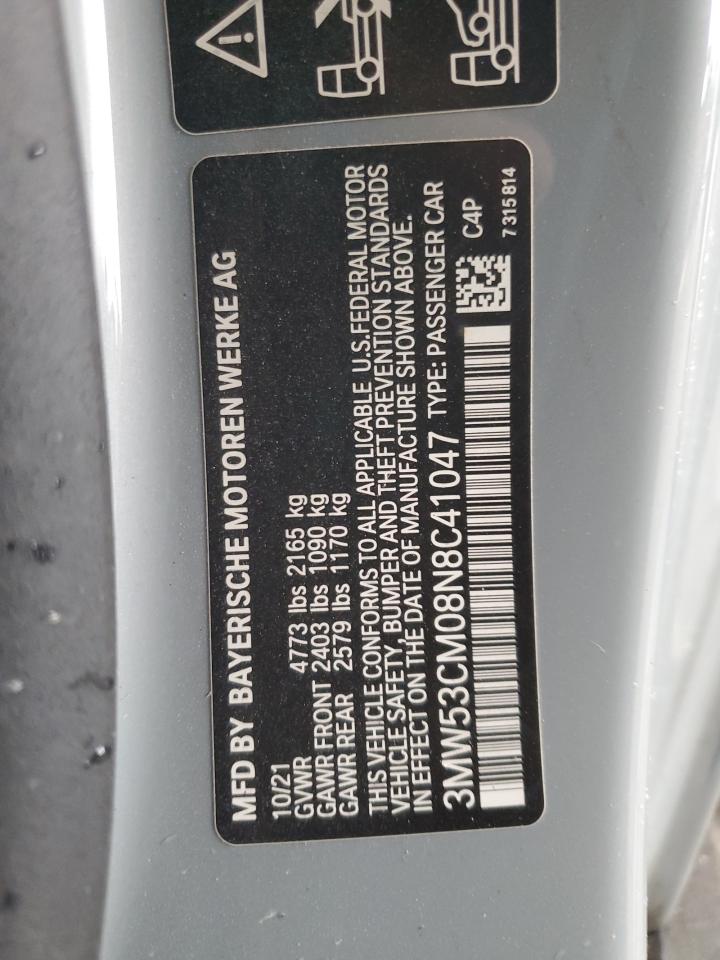 MFD BY BAYERISCHE MOTOREN WERKE AG
10/21
GVWR 4773 lbs 2165 kg
GAWR FRONT 2403 lbs 1090 kg
GAWR REAR 2579 lbs 1170 kg
THIS VEHICLE CONFORMS TO ALL APPLICABLE U.S.FEDERAL MOTOR
VEHICLE SAFETY, BUMPER AND THEFT PREVENTION STANDARDS
IN EFFECT ON THE DATE OF MANUFACTURE SHOWN ABOVE.
3MW53CM08N8C41047 TYPE: PASSENGER CAR
C4P
7 315 814